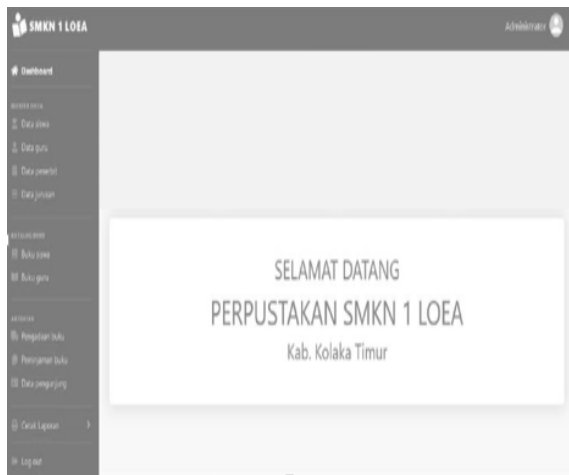 SMKN 1 LOEA
Administrator
Dashboard
Data siswa
Data guru
Data penerbit
Data jurusan
Buku siswa
Buku guru
Pengadaan buku
Peminjaman buku
Data pengunjung
Cetak Laporan
Log out
SELAMAT DATANG
PERPUSTAKAN SMKN 1 LOEA
Kab. Kolaka Timur